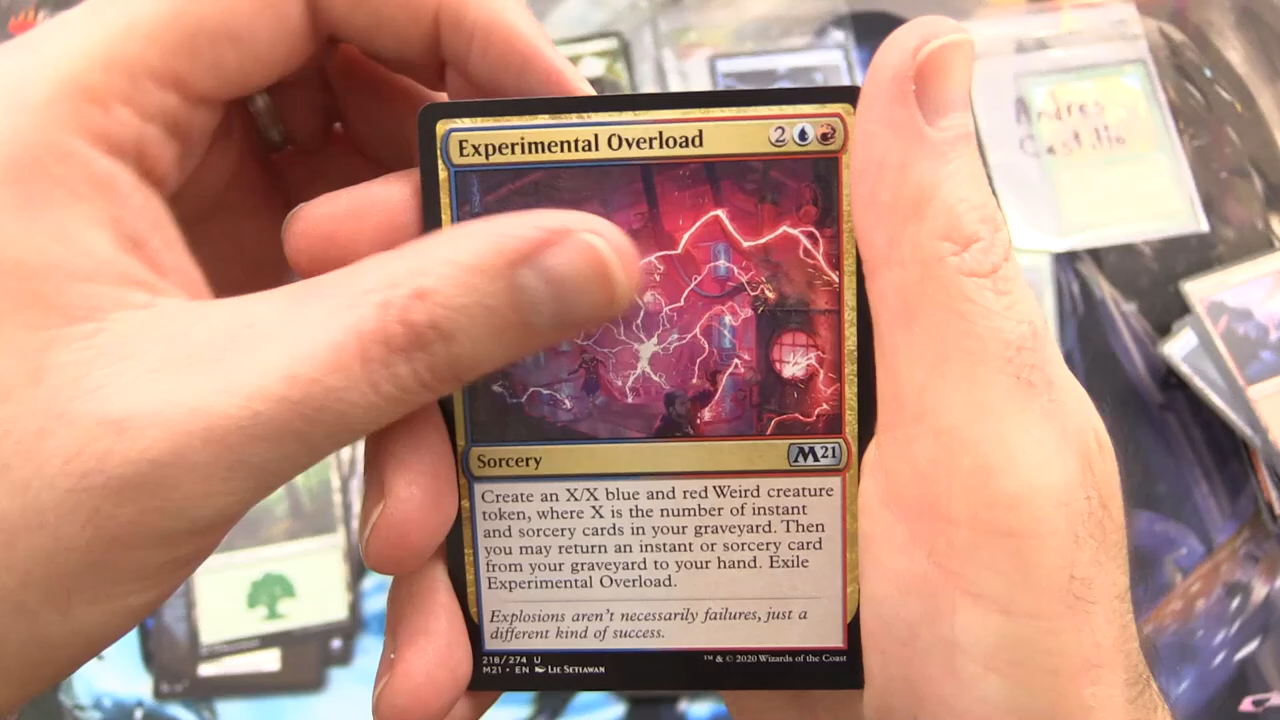 Experimental Overload 2
Andres
Castillo
Sorcery M21
Create an X/X blue and red Weird creature
token, where X is the number of instant
and sorcery cards in your graveyard. Then
you may return an instant or sorcery card
from your graveyard to your hand. Exile
Experimental Overload.
Explosions aren't necessarily failures, just a
different kind of success.
218/274 U
M21 • EN Lie Setiawan
™ & © 2020 Wizards of the Coast